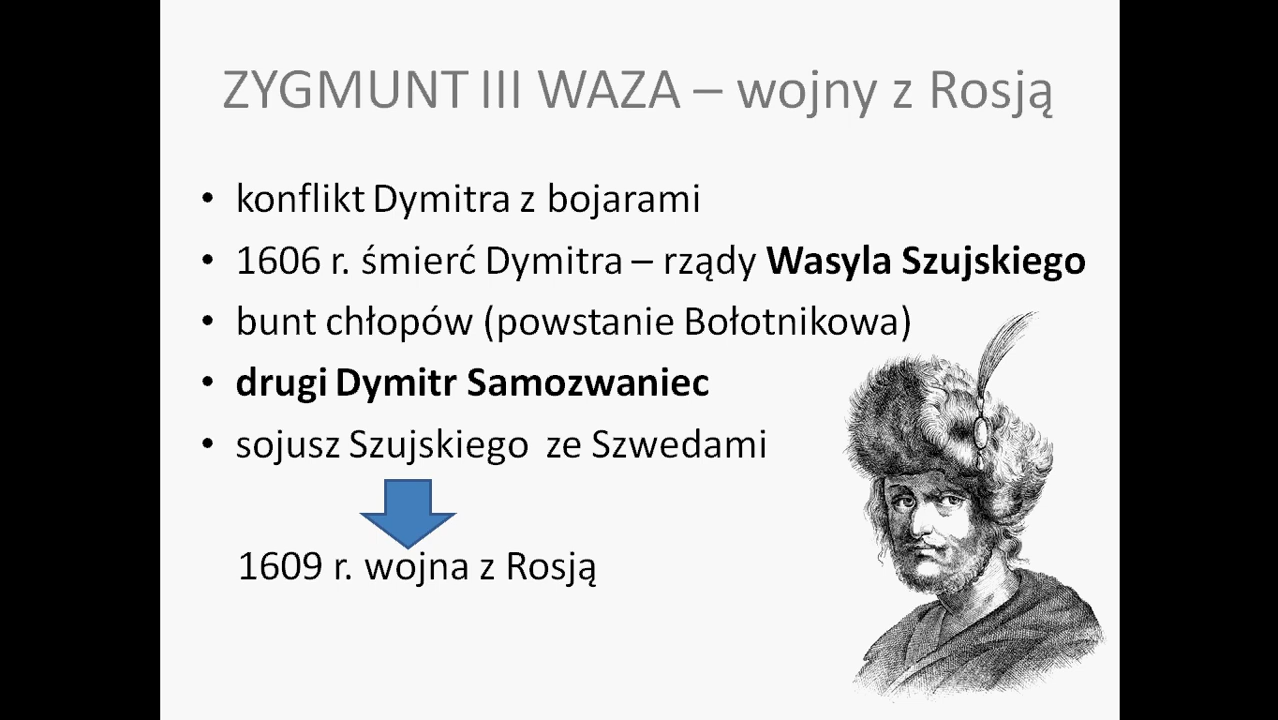 ZYGMUNT III WAZA – wojny z Rosją
• konflikt Dymitra z bojarami
• 1606 r. śmierć Dymitra – rządy Wasyla Szujskiego
• bunt chłopów (powstanie Bołotnikowa)
• drugi Dymitr Samozwaniec
• sojusz Szujskiego ze Szwedami
1609 r. wojna z Rosją